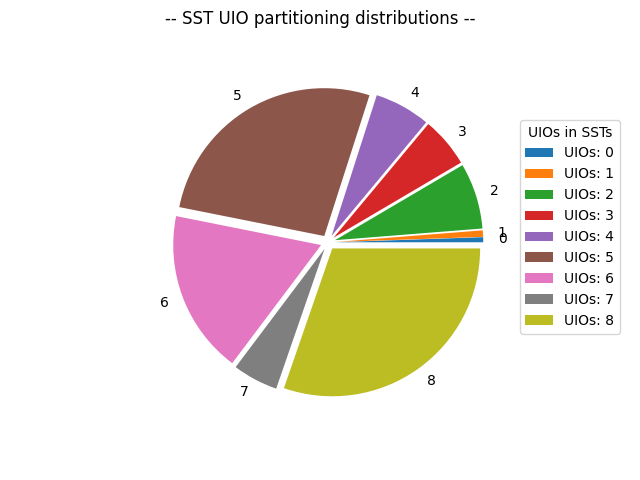 -- SST UIO partitioning distributions --
5
4
3
2
1
0
6
7
8
UIOs in SSTs
UIOs: 0
UIOs: 1
UIOs: 2
UIOs: 3
UIOs: 4
UIOs: 5
UIOs: 6
UIOs: 7
UIOs: 8